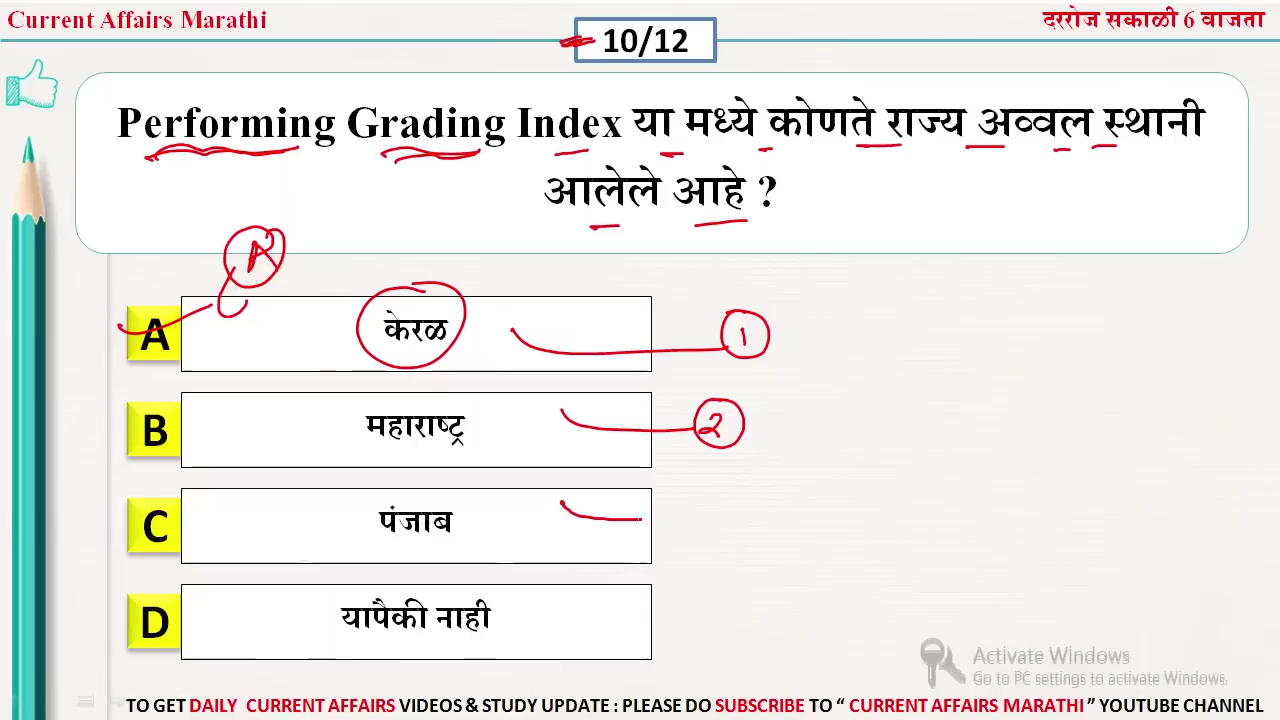 Current Affairs Marathi
दररोज सकाळी 6 वाजता
10/12
Performing Grading Index या मध्ये कोणते राज्य अव्वल स्थानी
आलेले आहे ?
A
A केरळ 1
B महाराष्ट्र 2
C पंजाब
D यापैकी नाही
Activate Windows
Go to PC settings to activate Windows.
TO GET DAILY CURRENT AFFAIRS VIDEOS & STUDY UPDATE : PLEASE DO SUBSCRIBE TO “ CURRENT AFFAIRS MARATHI ” YOUTUBE CHANNEL